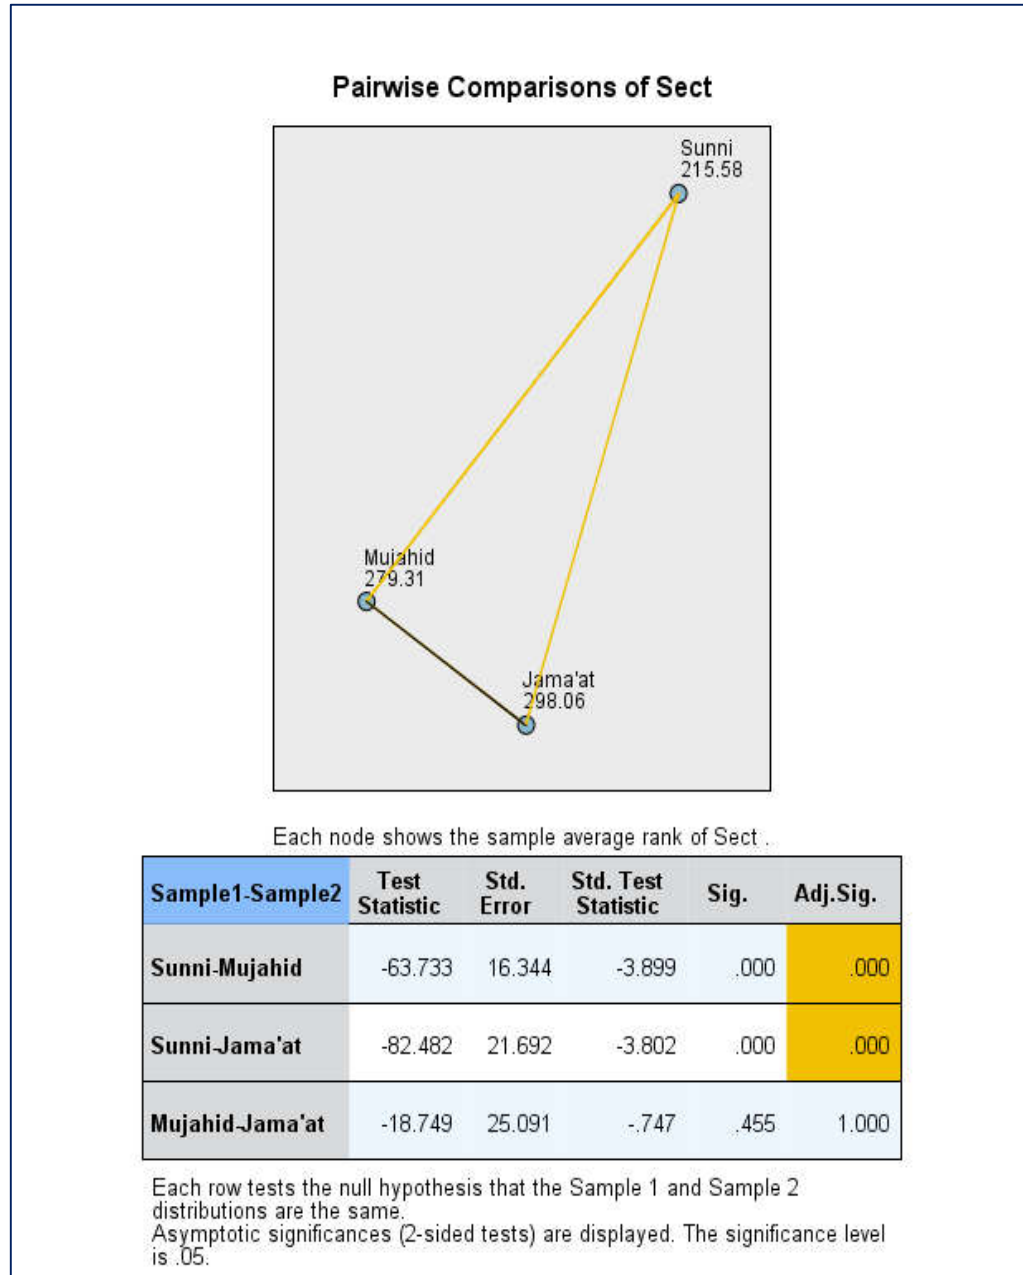 Pairwise Comparisons of Sect
Sunni
215.58
Mujahid
279.31
Jama'at
298.06
Each node shows the sample average rank of Sect .
Sample1-Sample2 Test Statistic Std. Error Std. Test Statistic Sig. Adj.Sig.
Sunni-Mujahid -63.733 16.344 -3.899 .000 .000
Sunni-Jama'at -82.482 21.692 -3.802 .000 .000
Mujahid-Jama'at -18.749 25.091 -.747 .455 1.000
Each row tests the null hypothesis that the Sample 1 and Sample 2
distributions are the same.
Asymptotic significances (2-sided tests) are displayed. The significance level
is .05.